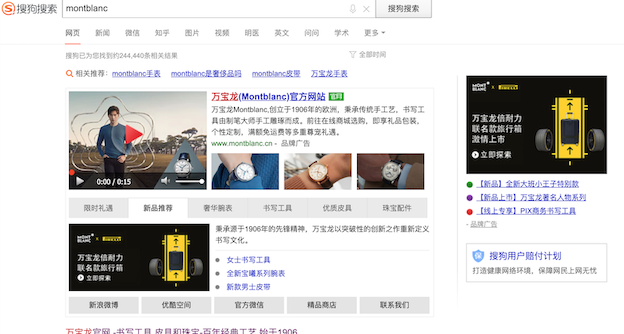 搜狗搜索 montblanc 搜狗搜索
网页 新闻 微信 知乎 图片 视频 明医 英文 问问 学术 更多
搜狗已为您找到约244,440条相关结果 全部时间
相关推荐： montblanc手表 montblanc是奢侈品吗 montblanc皮带 万宝龙手表
万宝龙(Montblanc)官方网站 官网
万宝龙Montblanc,创立于1906年的欧洲，秉承传统手工艺，书写工
具由制笔大师手工雕琢而成。前往在线商城选购，即享礼品包装、
个性定制，满额免运费等多重尊宠礼遇。
www.montblanc.cn - 品牌广告
0:00 / 0:15
限时礼遇 新品推荐 奢华腕表 书写工具 优质皮具 珠宝配件
MONT BLANC x PIRELLI
万宝龙倍耐力
联名款旅行箱
立即探索
秉承源于1906年的先锋精神，万宝龙以突破性的创新之作重新定义
书写文化。
女士书写工具
全新宝曦系列腕表
新款男士皮具
新浪微博 优酷空间 官方微信 精品商店 联系我们
万宝龙官网 -书写工具,皮具和珠宝-百年经典工艺,始于1906
MONT BLANC x PIRELLI
万宝龙倍耐力
联名款旅行箱
激情上市
立即探索
【新品】全新大班小王子特别款
【新品上市】万宝龙著名人物系列
【线上专享】PIX商务书写工具
- 品牌广告
搜狗用户赔付计划
打造健康网络环境，保障网民上网无忧